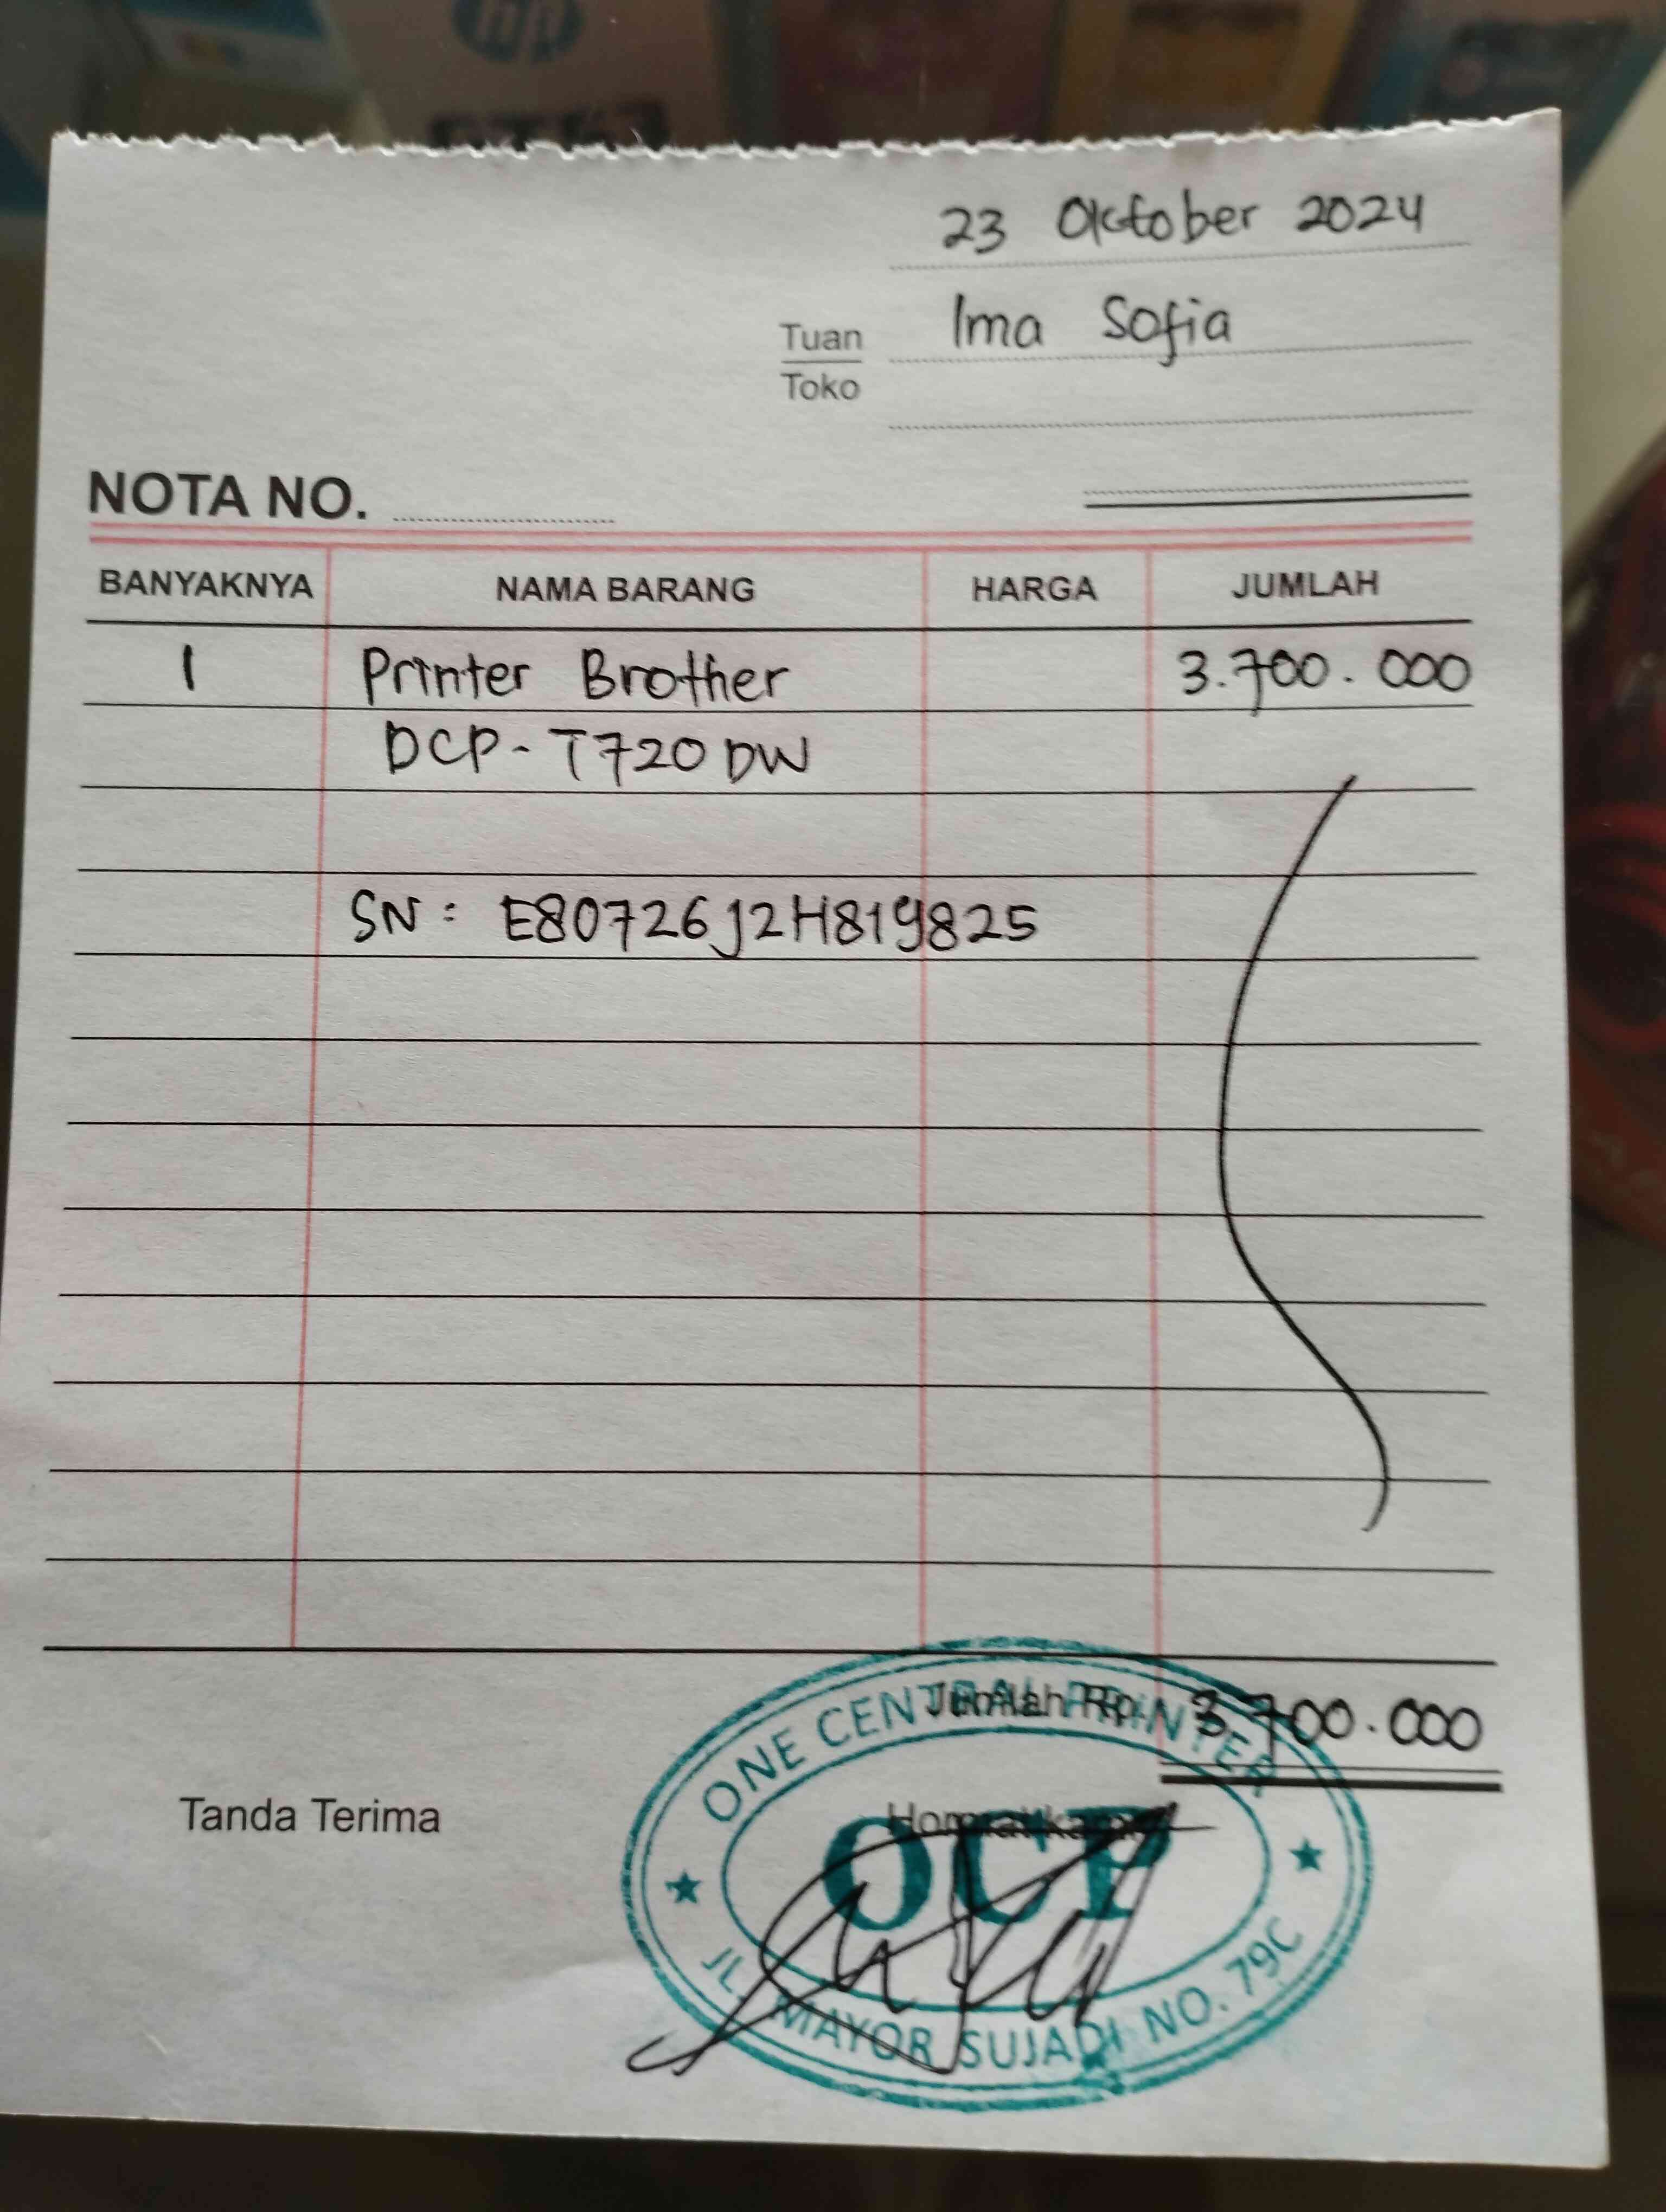 hp
23 Oktober 2024
Tuan Ima Sofia
Toko
NOTA NO.
BANYAKNYA NAMA BARANG HARGA JUMLAH
1 Printer Brother 3.700.000
DCP-T720DW
SN: E80726J2H819825
Jumlah Rp. 3.700.000
Tanda Terima Hormat kami
ONE CENTRAL PRINTER
OCP
JL. MAYOR SUJADI NO. 79C